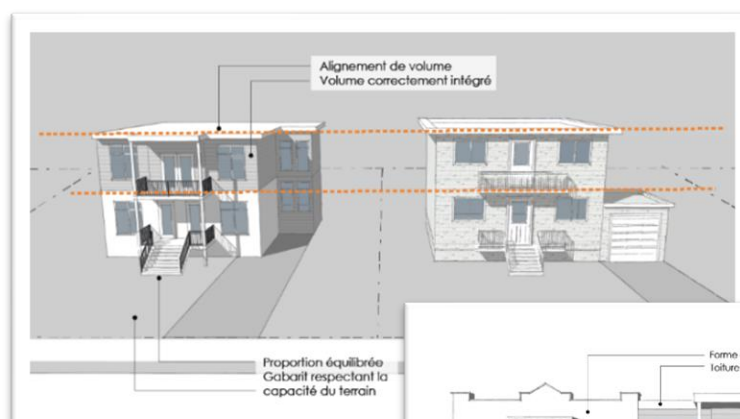 Alignement de volume
Volume correctement intégré
Proportion équilibrée
Gabarit respectant la
capacité du terrain
Forme
Toiture